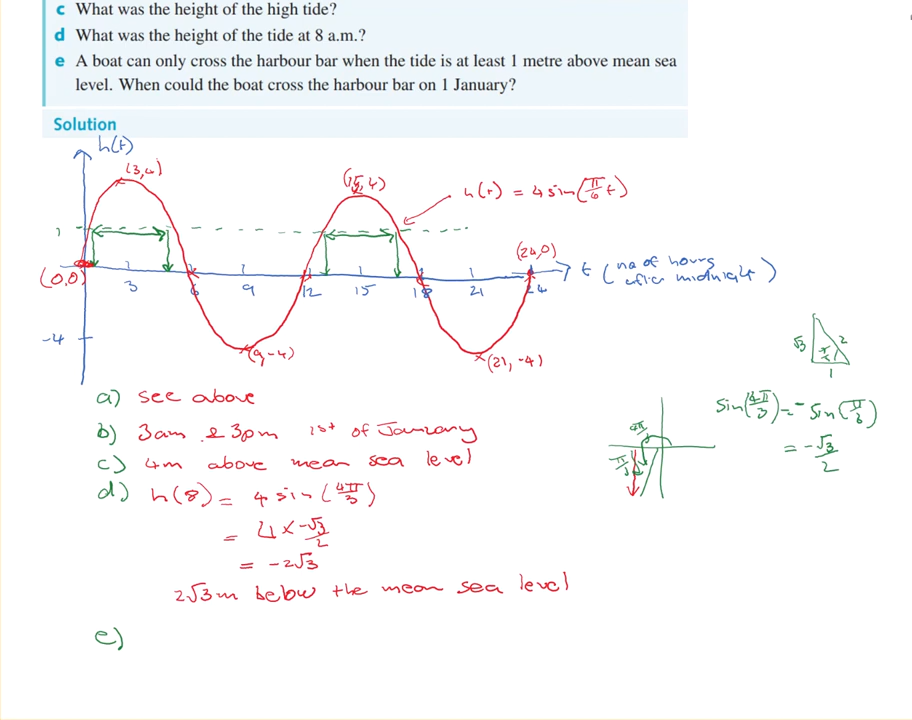 c What was the height of the high tide?
d What was the height of the tide at 8 a.m.?
e A boat can only cross the harbour bar when the tide is at least 1 metre above mean sea
level. When could the boat cross the harbour bar on 1 January?
Solution
h(t)
(3,4)
(15,4)
h(t) = 4sin(π/6 t)
1
(0,0)
3
6
9
12
15
18
21
24
(24,0)
t (no of hours
after midnight)
-4
(9,-4)
(21,-4)
√3
2
π/3
1
a) see above
b) 3am & 3pm 1st of January
c) 4m above mean sea level
d) h(8) = 4 sin(4π/3)
= 4 × -√3/2
= -2√3
2√3m below the mean sea level
4π/3
π/3
sin(4π/3) = -sin(π/3)
= -√3/2
e)